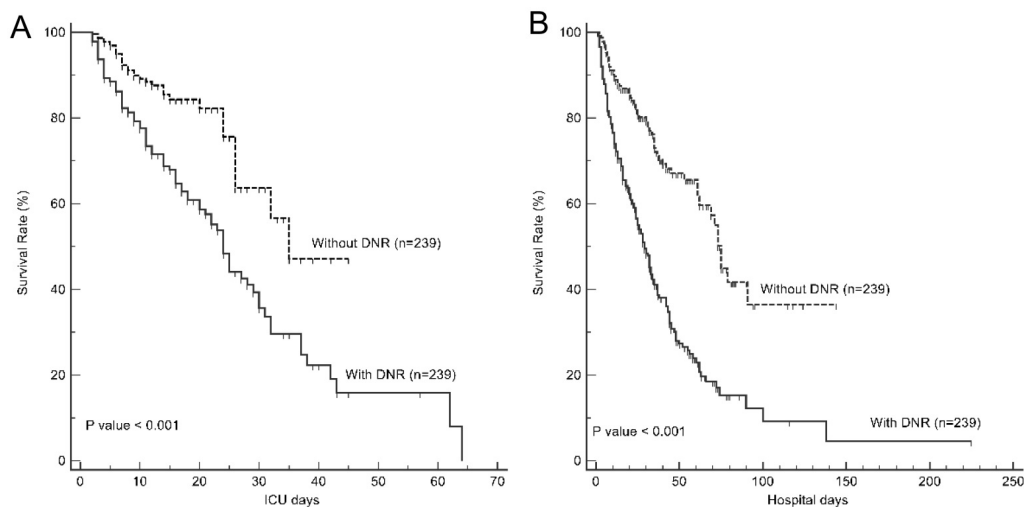 A
100
80
60
40
20
0
Survival Rate (%)
Without DNR (n=239)
With DNR (n=239)
P value < 0.001
0 10 20 30 40 50 60 70
ICU days
B
100
80
60
40
20
0
Survival Rate (%)
Without DNR (n=239)
With DNR (n=239)
P value < 0.001
0 50 100 150 200 250
Hospital days